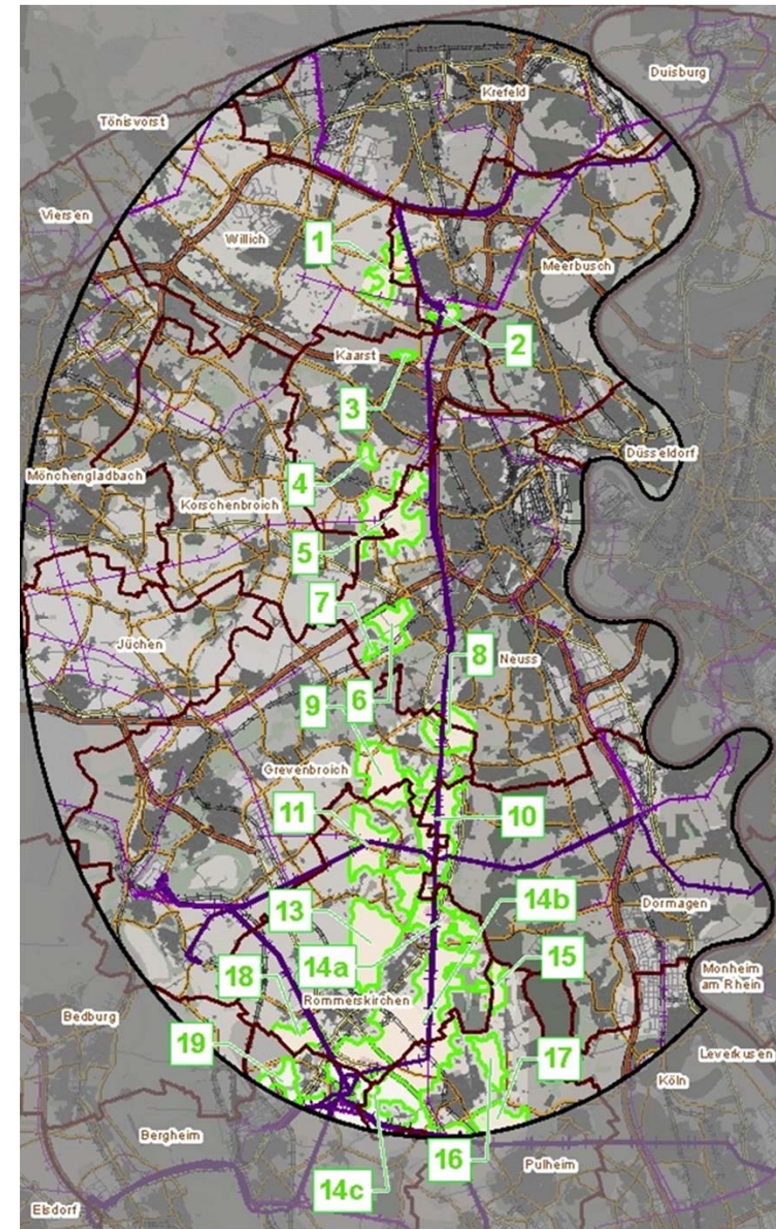 Duisburg
Krefeld
Tönisvorst
Viersen
1
Willich
Meerbusch
2
Kaarst
3
Düsseldorf
4
Mönchengladbach
Korschenbroich
5
7
Jüchen
8
Neuss
6
9
Grevenbroich
11
10
14b
13
Dormagen
14a
15
Monheim
am Rhein
18
Rommerskirchen
Bedburg
19
17
Leverkusen
Köln
Bergheim
16
Pulheim
14c
Elsdorf